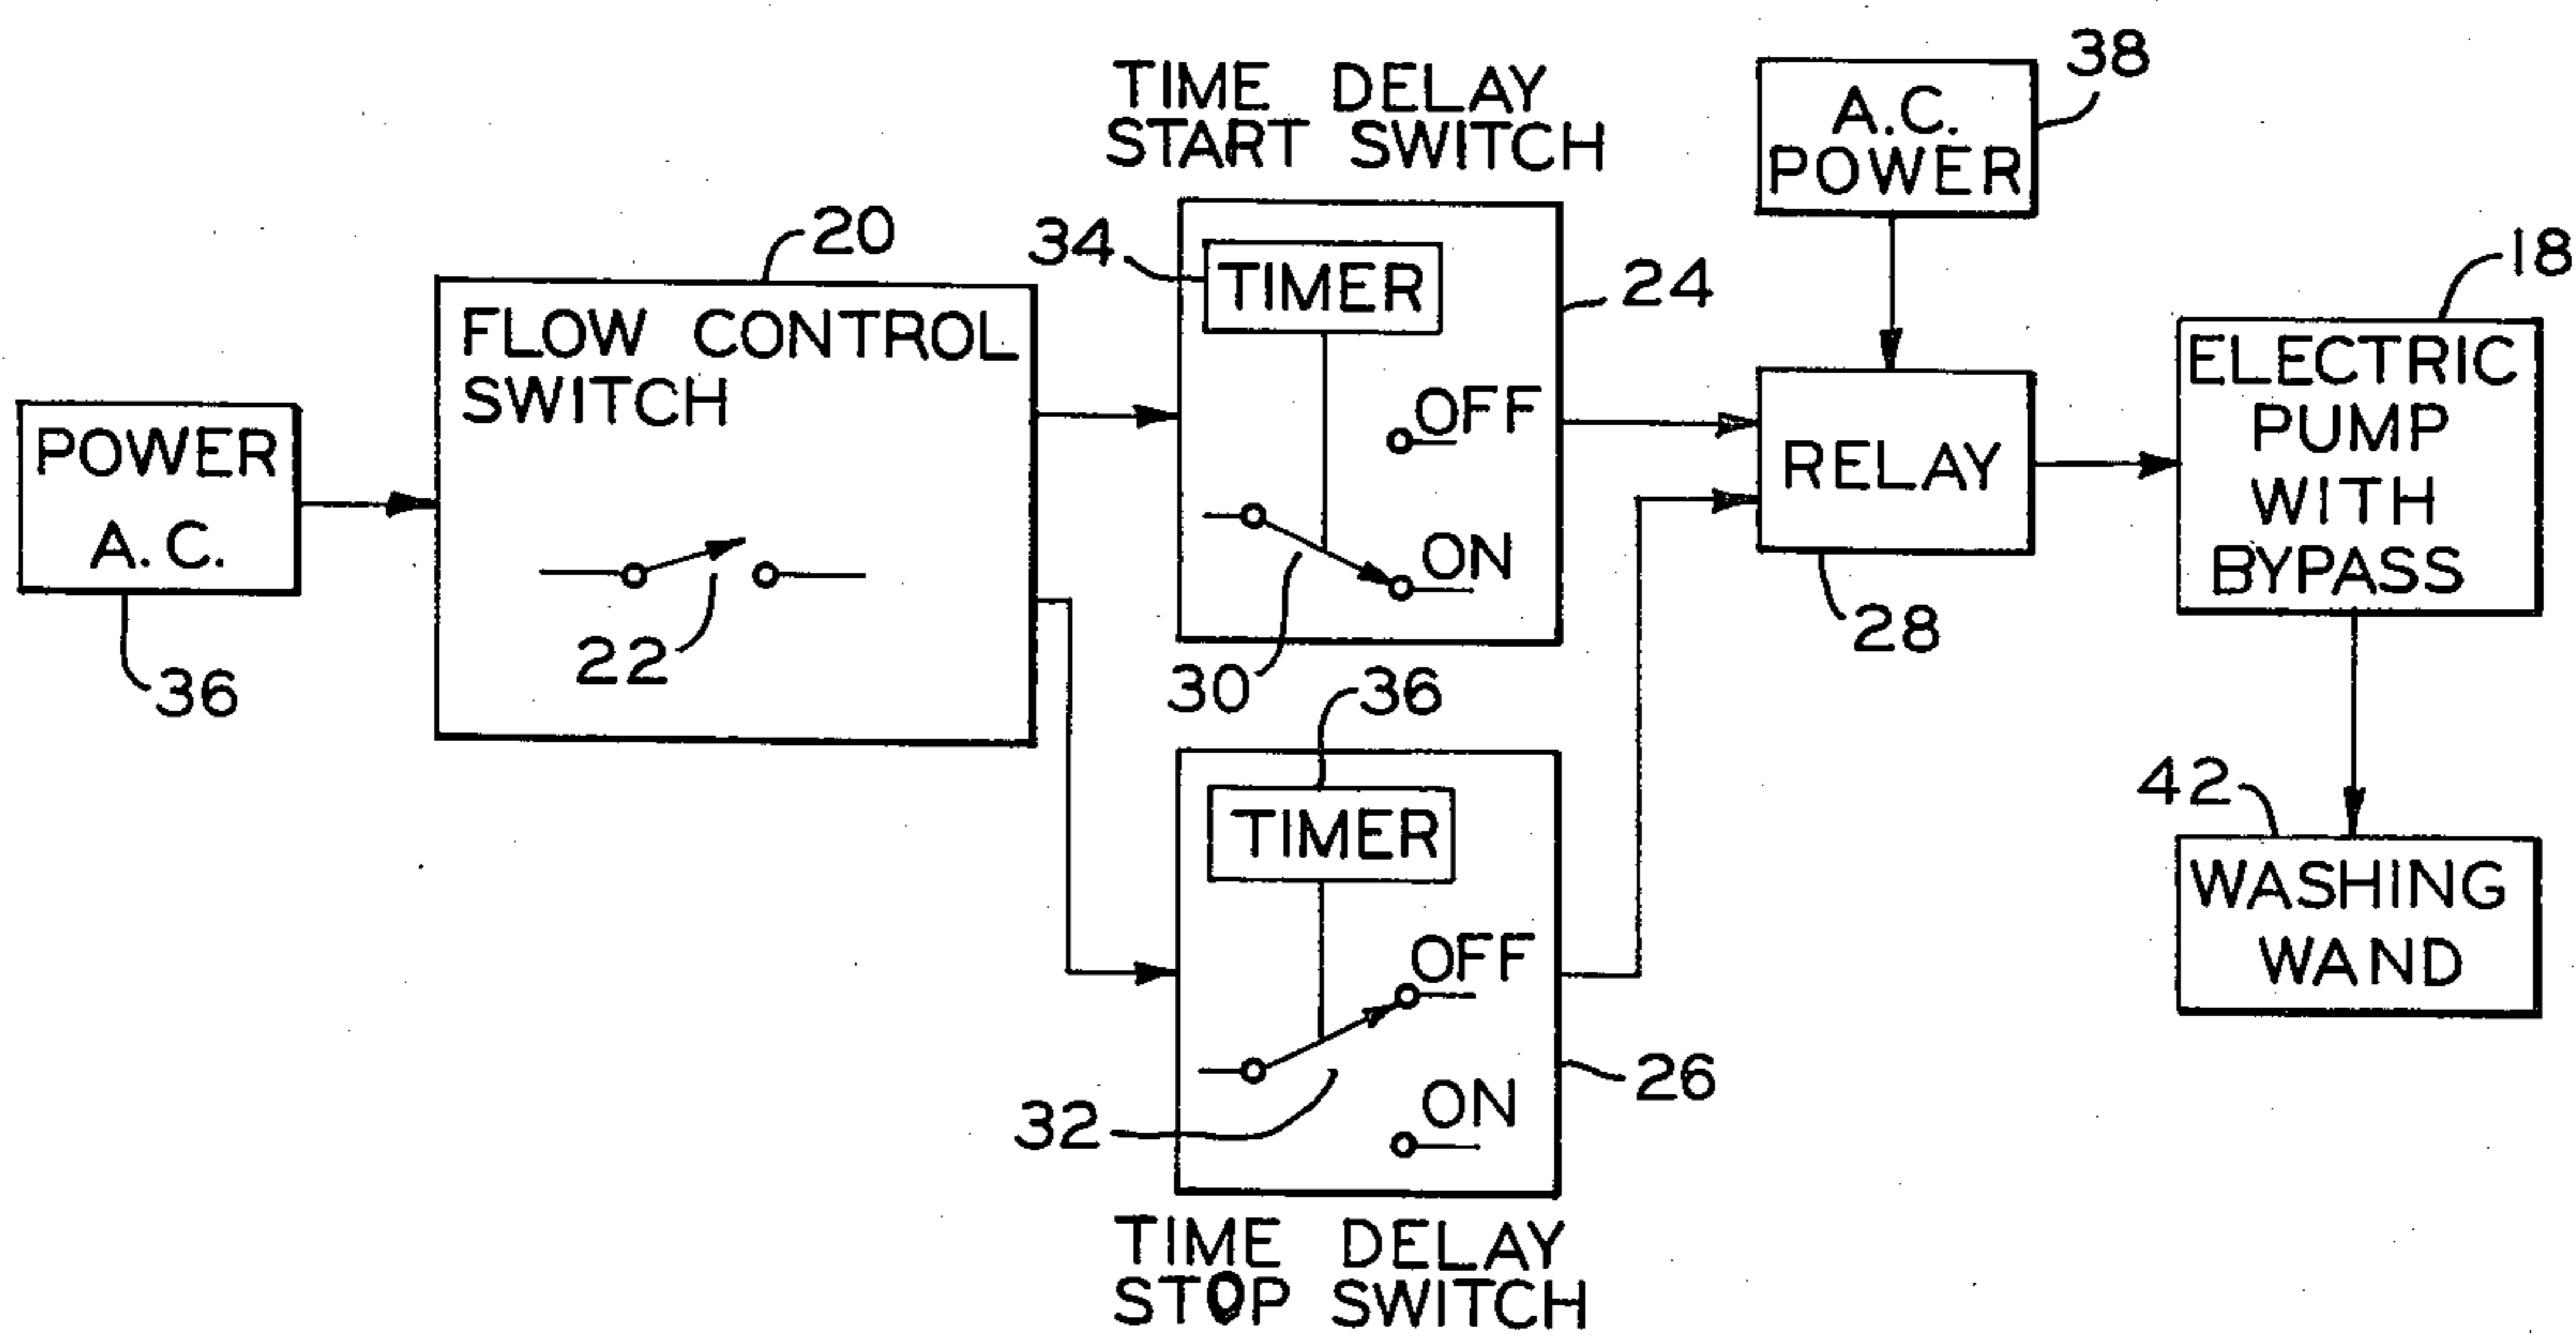 TIME DELAY
START SWITCH
A.C.
POWER
38
20
34
TIMER
24
18
FLOW CONTROL
SWITCH
POWER
A.C.
36
22
OFF
ON
30
RELAY
28
ELECTRIC
PUMP
WITH
BYPASS
36
TIMER
OFF
ON
32
26
42
WASHING
WAND
TIME DELAY
STOP SWITCH